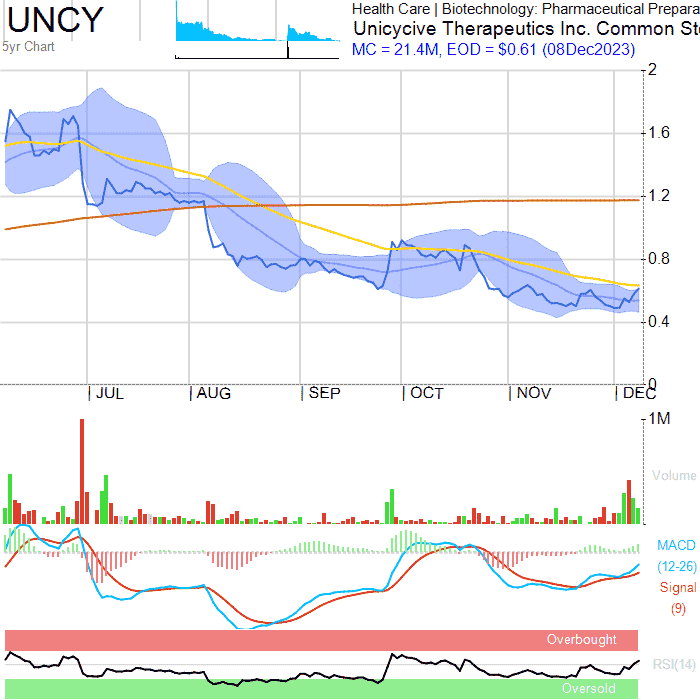 UNCY
5yr Chart
Health Care | Biotechnology: Pharmaceutical Prepara
Unicycive Therapeutics Inc. Common Sto
MC = 21.4M, EOD = $0.61 (08Dec2023)
2
1.6
1.2
0.8
0.4
0
JUL AUG SEP OCT NOV DEC
1M
Volume
MACD
(12-26)
Signal
(9)
Overbought
RSI(14)
Oversold